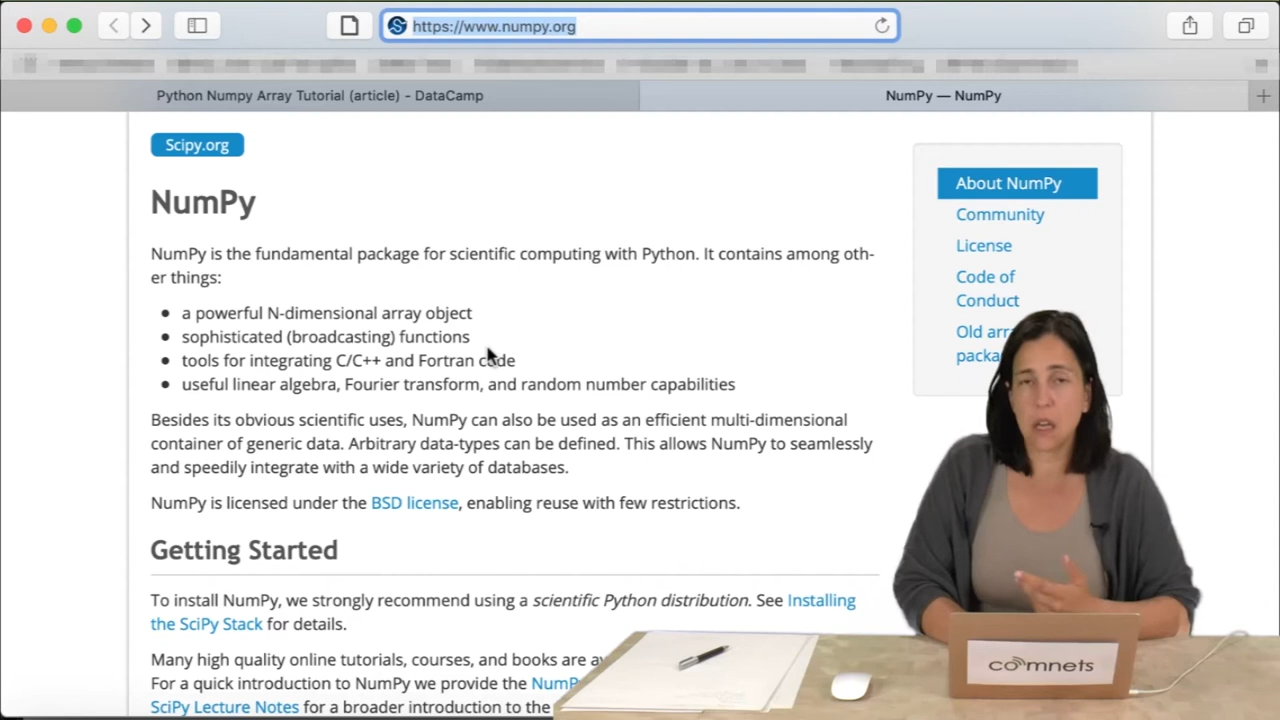 https://www.numpy.org
Python Numpy Array Tutorial (article) - DataCamp
NumPy — NumPy
Scipy.org
NumPy
NumPy is the fundamental package for scientific computing with Python. It contains among oth-
er things:
a powerful N-dimensional array object
sophisticated (broadcasting) functions
tools for integrating C/C++ and Fortran code
useful linear algebra, Fourier transform, and random number capabilities
Besides its obvious scientific uses, NumPy can also be used as an efficient multi-dimensional
container of generic data. Arbitrary data-types can be defined. This allows NumPy to seamlessly
and speedily integrate with a wide variety of databases.
NumPy is licensed under the BSD license, enabling reuse with few restrictions.
Getting Started
To install NumPy, we strongly recommend using a scientific Python distribution. See Installing
the SciPy Stack for details.
Many high quality online tutorials, courses, and books are
For a quick introduction to NumPy we provide the
SciPy Lecture Notes for a broader introduction to the
About NumPy
Community
License
Code of
Conduct
Old
comnets